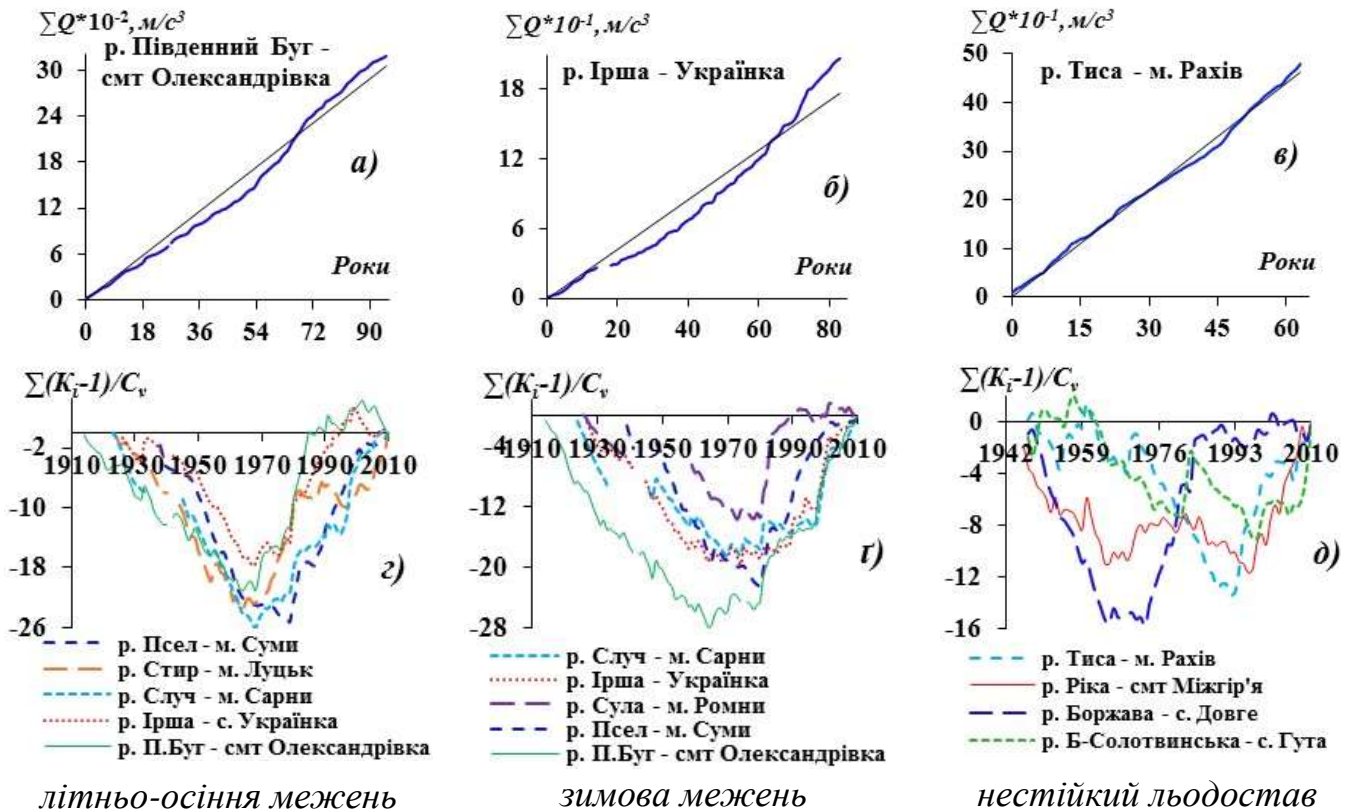 ∑Q*10⁻², м/с³
р. Південний Буг -
смт Олександрівка
30
24
18
12
6
0
а)
Роки
0 18 36 54 72 90
∑Q*10⁻¹, м/с³
р. Ірша - Українка
18
12
6
0
б)
Роки
0 20 40 60 80
∑Q*10⁻¹, м/с³
р. Тиса - м. Рахів
50
40
30
20
10
0
в)
Роки
0 15 30 45 60
∑(Kᵢ-1)/Cᵥ
-2
1910 1930 1950 1970 1990 2010
-10
-18
-26
г)
р. Псел - м. Суми
р. Стир - м. Луцьк
р. Случ - м. Сарни
р. Ірша - с. Українка
р. П.Буг - смт Олександрівка
літньо-осіння межень
∑(Kᵢ-1)/Cᵥ
-4
1910 1930 1950 1970 1990 2010
-12
-20
-28
ґ)
р. Случ - м. Сарни
р. Ірша - Українка
р. Сула - м. Ромни
р. Псел - м. Суми
р. П.Буг - смт Олександрівка
зимова межень
∑(Kᵢ-1)/Cᵥ
0
1942 1959 1976 1993 2010
-4
-8
-12
-16
д)
р. Тиса - м. Рахів
р. Ріка - смт Міжгір'я
р. Боржава - с. Довге
р. Б-Солотвинська - с. Гута
нестійкий льодостав